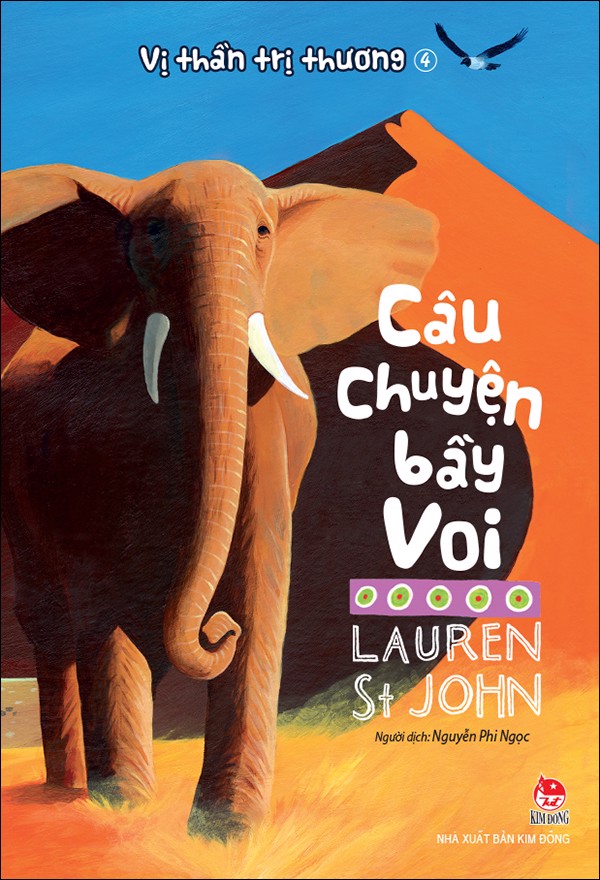 Vị thần trị thương ④
Câu
chuyện
bầy
Voi
LAUREN
St JOHN
Người dịch: Nguyễn Phi Ngọc
KIM ĐỒNG
NHÀ XUẤT BẢN KIM ĐỒNG